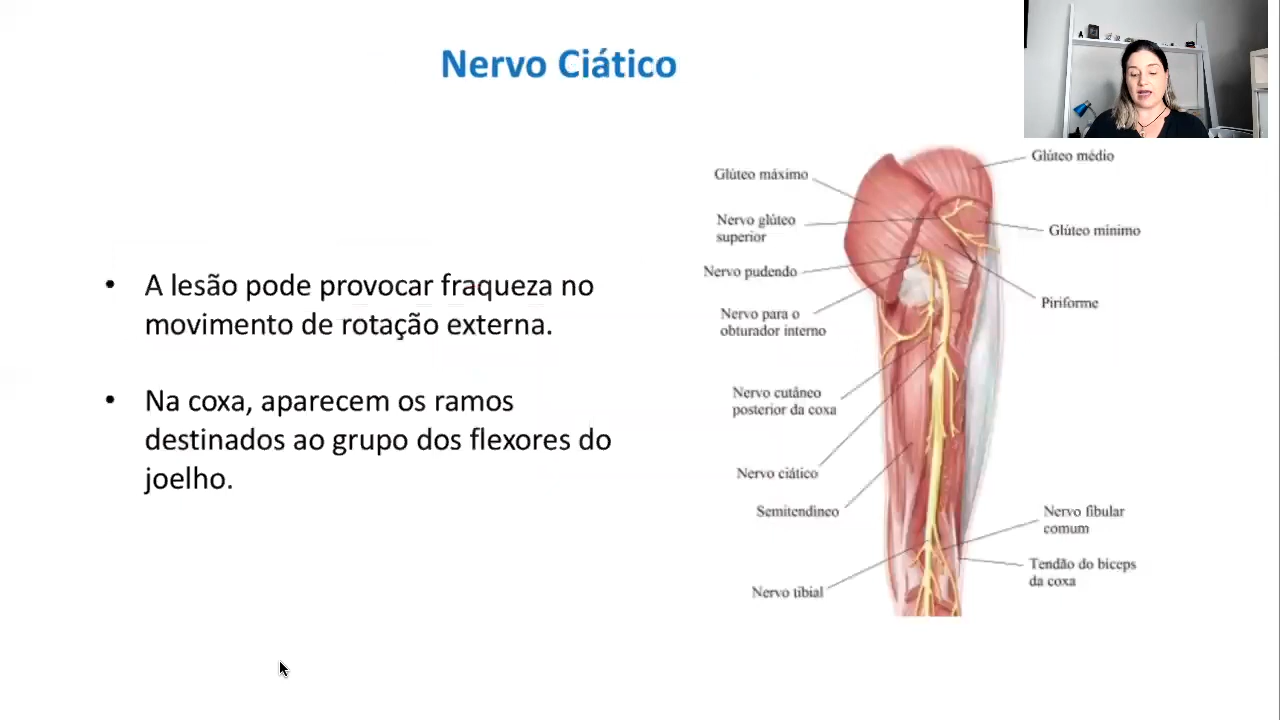 Nervo Ciático
• A lesão pode provocar fraqueza no
movimento de rotação externa.
• Na coxa, aparecem os ramos
destinados ao grupo dos flexores do
joelho.
Glúteo máximo
Nervo glúteo
superior
Nervo pudendo
Nervo para o
obturador interno
Nervo cutâneo
posterior da coxa
Nervo ciático
Semitendíneo
Nervo tibial
Glúteo médio
Glúteo mínimo
Piriforme
Nervo fibular
comum
Tendão do bíceps
da coxa